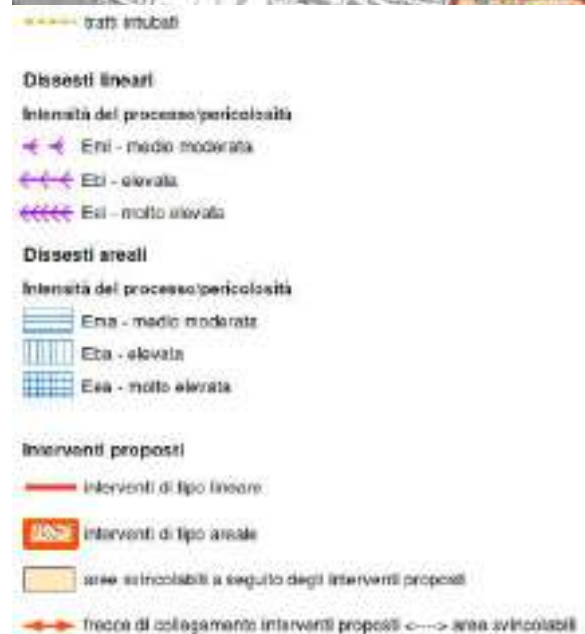 tratti intubati
Dissesti lineari
Intensità del processo/pericolosità
Eml - medio moderata
Ebl - elevata
Eel - molto elevata
Dissesti areali
Intensità del processo/pericolosità
Ema - medio moderata
Eba - elevata
Eea - molto elevata
Interventi proposti
interventi di tipo lineare
interventi di tipo areale
aree svincolabili a seguito degli interventi proposti
frecce di collegamento interventi proposti <----> area svincolabili